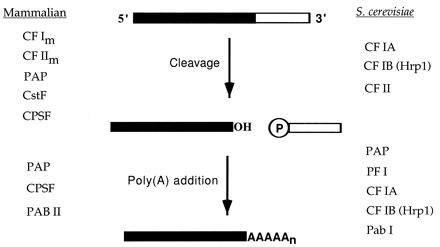 Mammalian
S. cerevisiae
5' 3'
CF Im
CF IIm
PAP
CstF
CPSF
Cleavage
CF IA
CF IB (Hrp1)
CF II
OH P
PAP
CPSF
PAB II
Poly(A) addition
PAP
PF I
CF IA
CF IB (Hrp1)
Pab I
AAAAAn